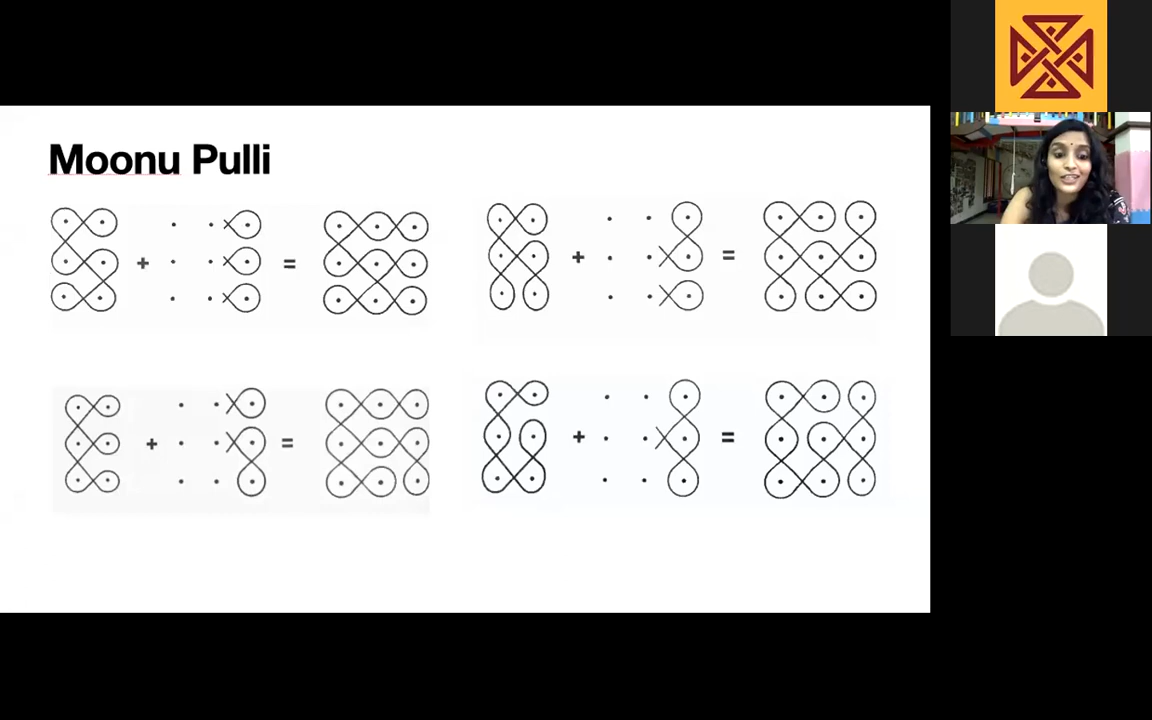 Moonu Pulli
+ = + =
+ = + =